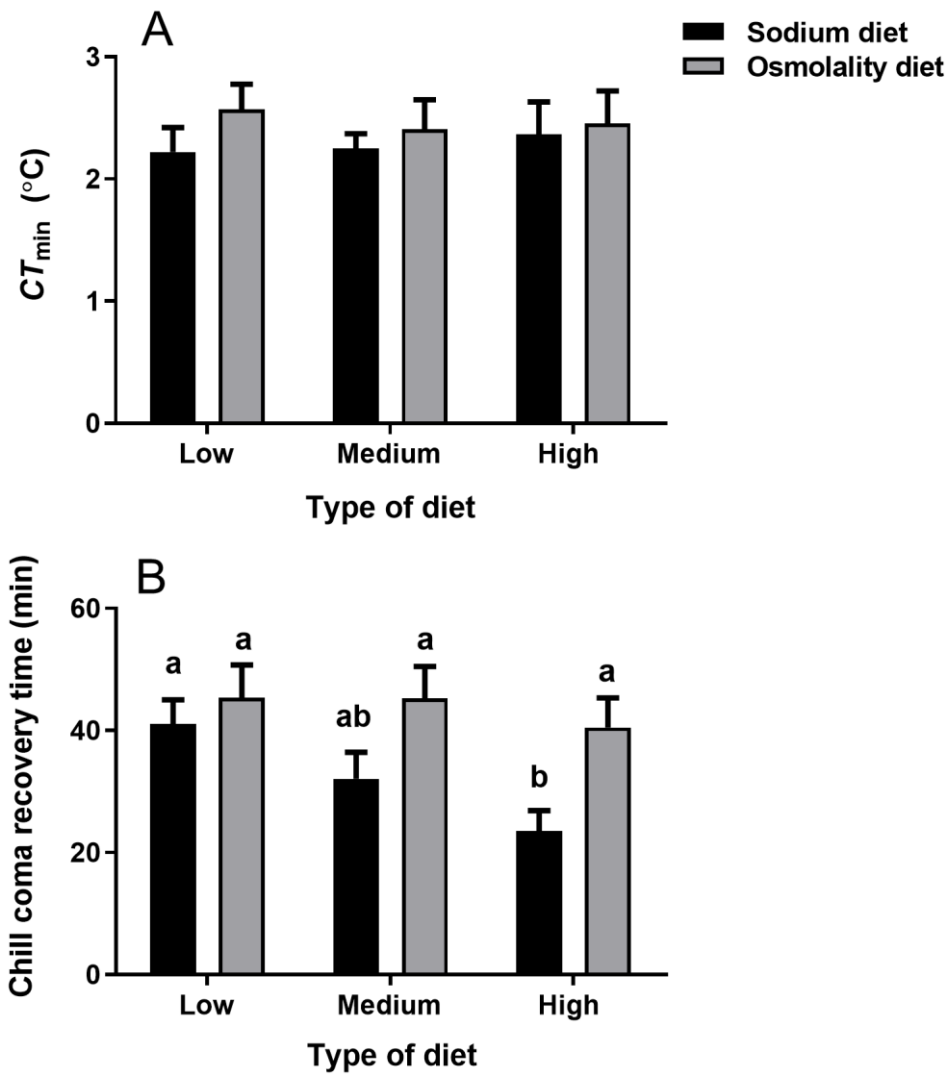 A
Sodium diet
Osmolality diet
3
2
1
0
CTmin (°C)
Low Medium High
Type of diet
B
60
40
20
0
Chill coma recovery time (min)
a a ab a b a
Low Medium High
Type of diet